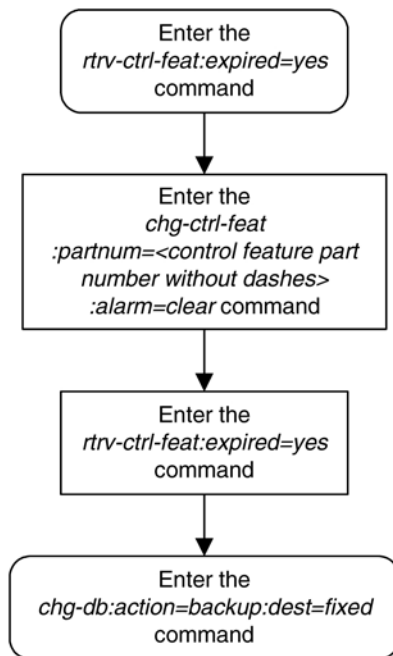 Enter the
rtrv-ctrl-feat:expired=yes
command
Enter the
chg-ctrl-feat
:partnum=<control feature part
number without dashes>
:alarm=clear command
Enter the
rtrv-ctrl-feat:expired=yes
command
Enter the
chg-db:action=backup:dest=fixed
command